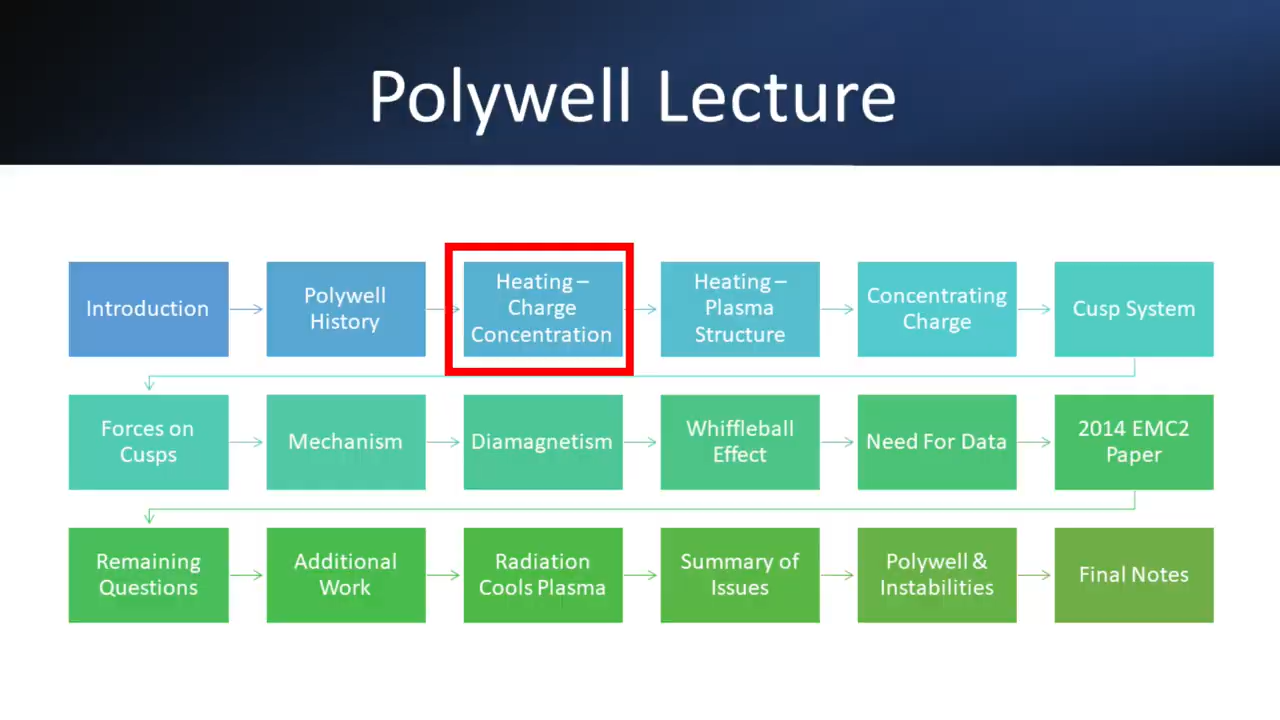 Polywell Lecture
Introduction
Polywell
History
Heating –
Charge
Concentration
Heating –
Plasma
Structure
Concentrating
Charge
Cusp System
Forces on
Cusps
Mechanism
Diamagnetism
Whiffleball
Effect
Need For Data
2014 EMC2
Paper
Remaining
Questions
Additional
Work
Radiation
Cools Plasma
Summary of
Issues
Polywell &
Instabilities
Final Notes